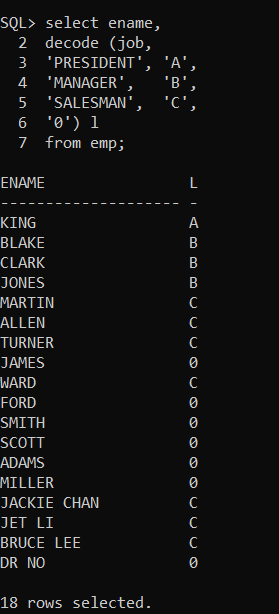 SQL> select ename,
  2  decode (job,
  3  'PRESIDENT', 'A',
  4  'MANAGER',   'B',
  5  'SALESMAN',  'C',
  6  '0') l
  7  from emp;

ENAME                L
-------------------- -
KING                 A
BLAKE                B
CLARK                B
JONES                B
MARTIN               C
ALLEN                C
TURNER               C
JAMES                0
WARD                 C
FORD                 0
SMITH                0
SCOTT                0
ADAMS                0
MILLER               0
JACKIE CHAN          C
JET LI               C
BRUCE LEE            C
DR NO                0

18 rows selected.